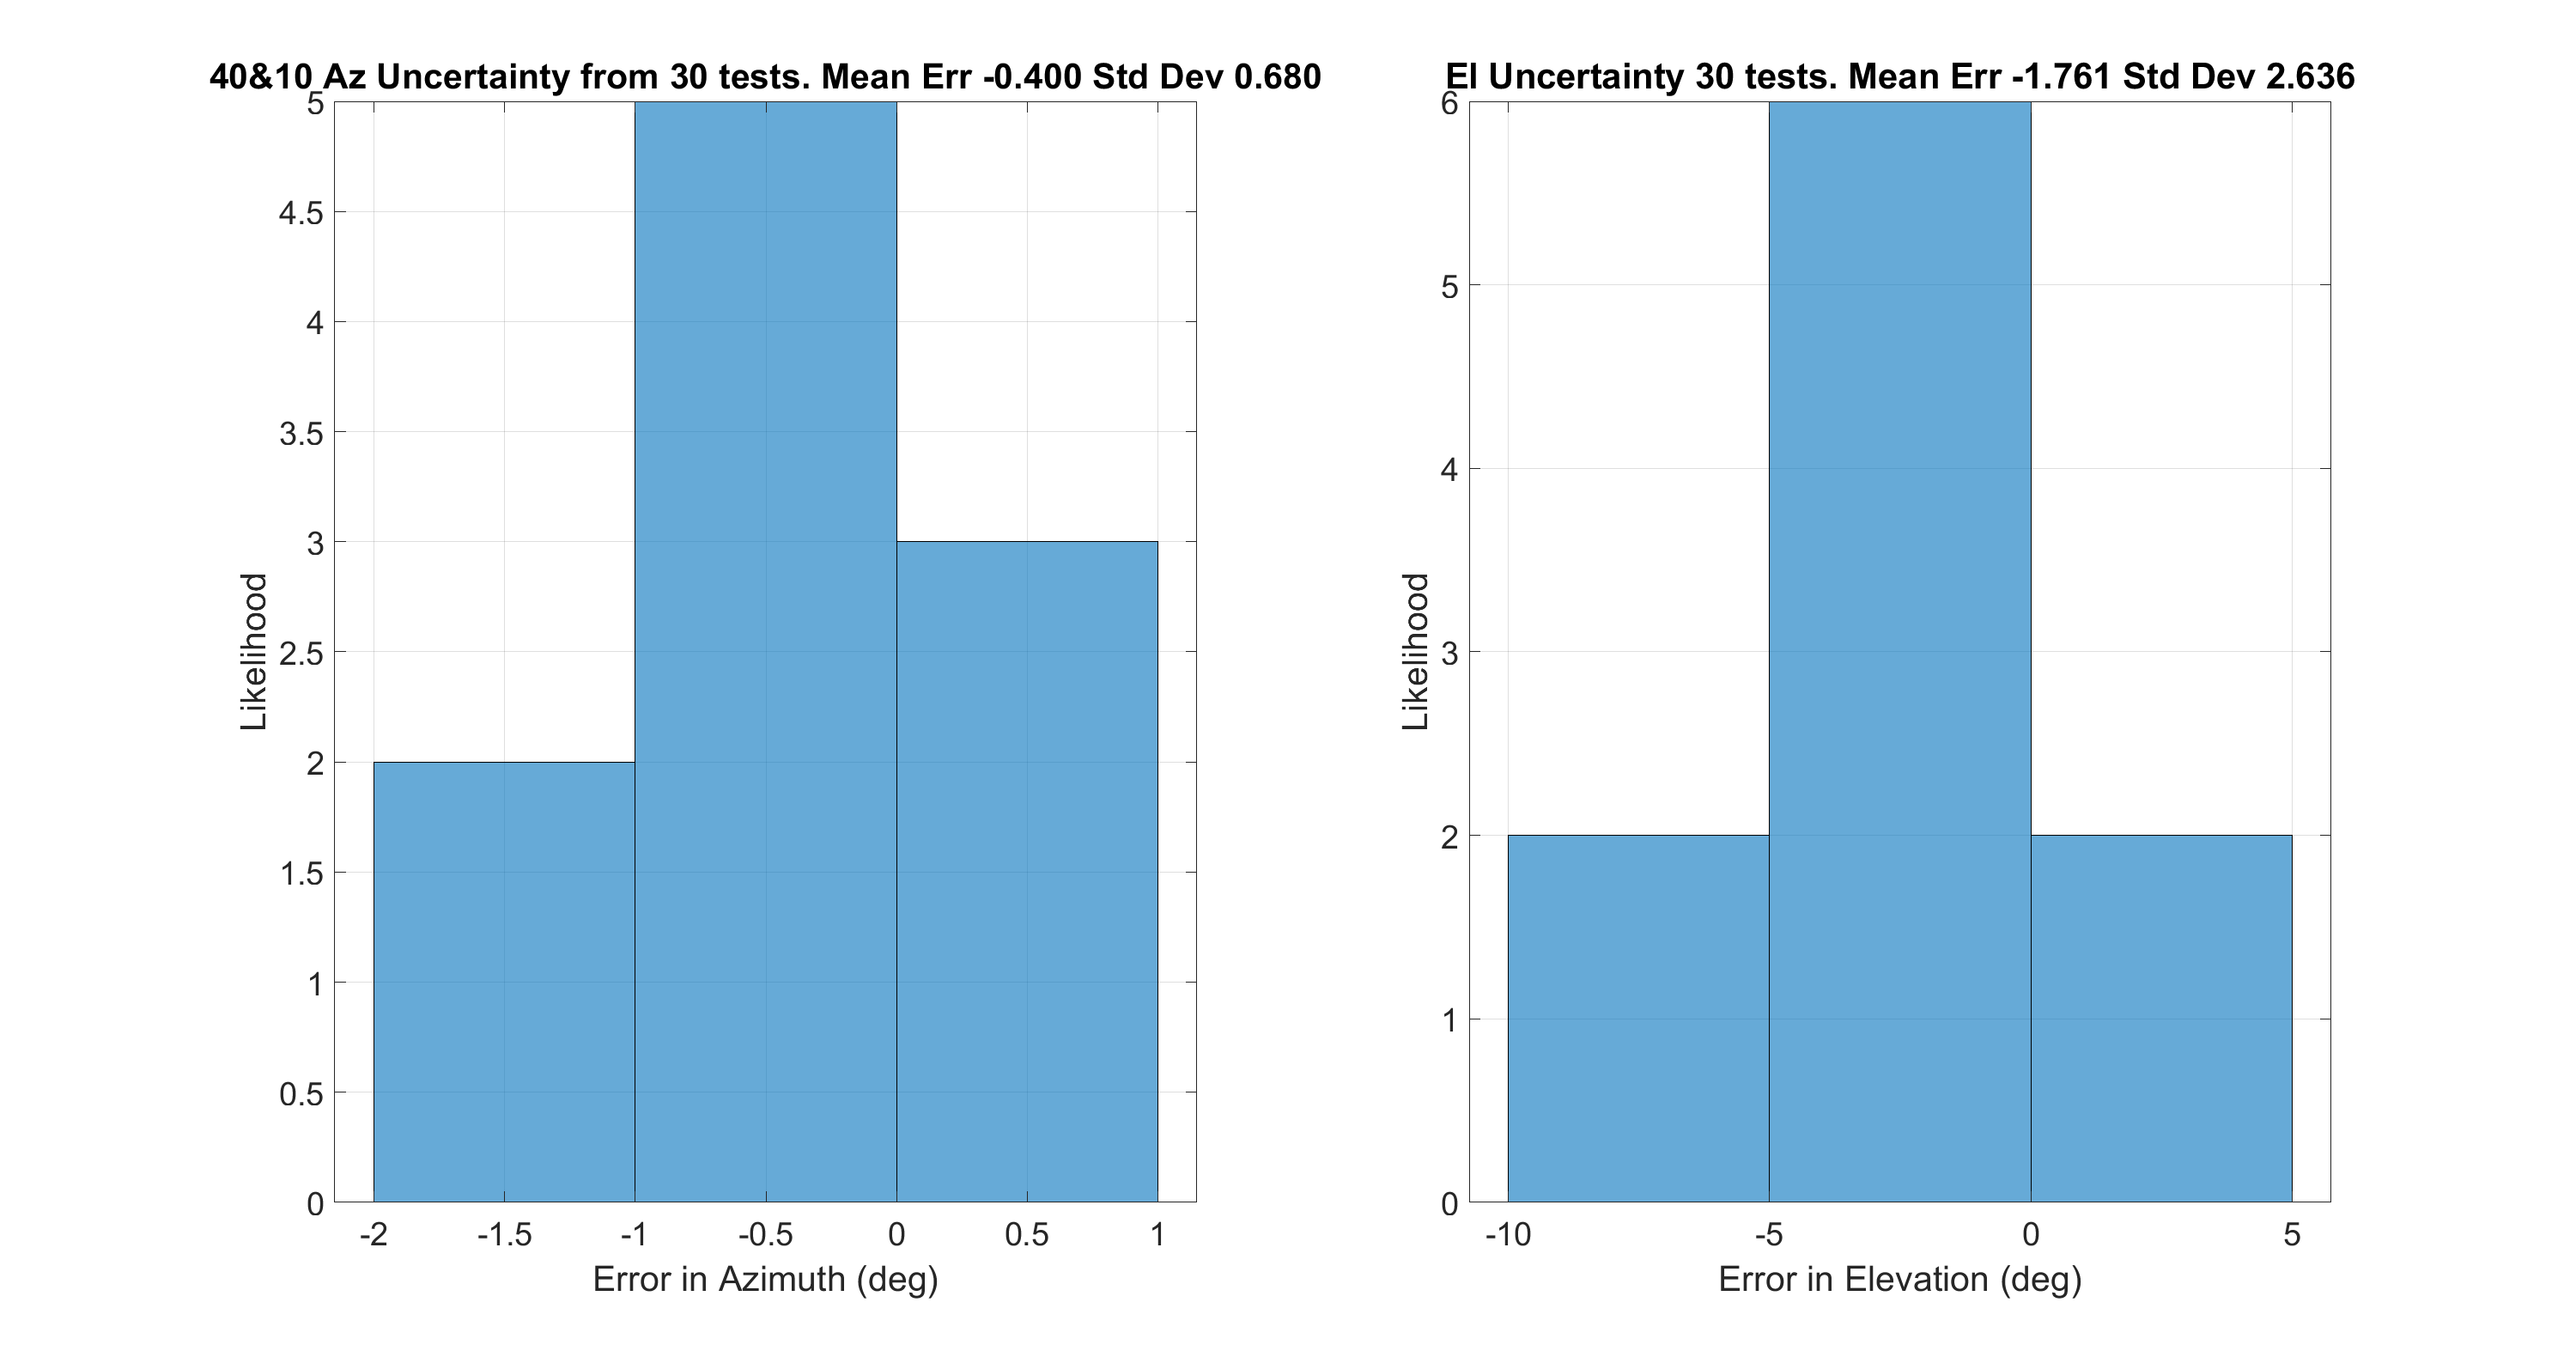 40&10 Az Uncertainty from 30 tests. Mean Err -0.400 Std Dev 0.680
5
4.5
4
3.5
3
2.5
2
1.5
1
0.5
0
Likelihood
-2 -1.5 -1 -0.5 0 0.5 1
Error in Azimuth (deg)
El Uncertainty 30 tests. Mean Err -1.761 Std Dev 2.636
6
5
4
3
2
1
0
Likelihood
-10 -5 0 5
Error in Elevation (deg)